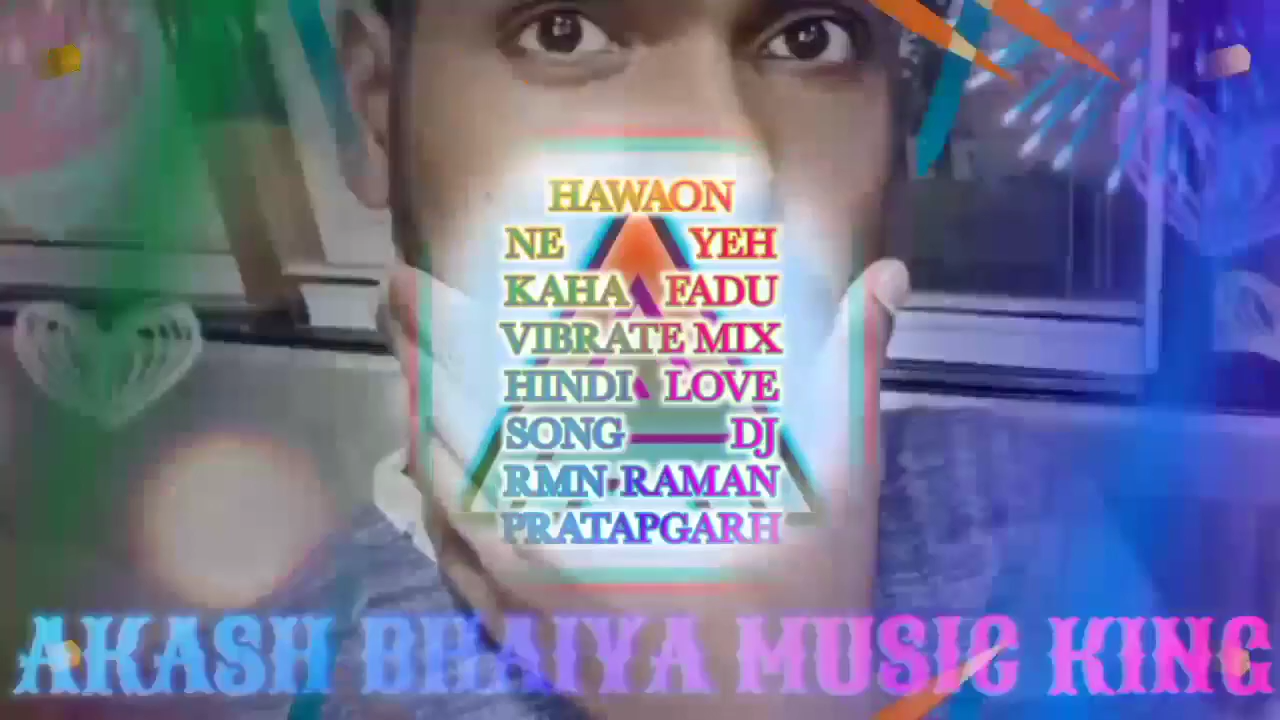 HAWAON
NE YEH
KAHA FADU
VIBRATE MIX
HINDI LOVE
SONG DJ
RMN RAMAN
PRATAPGARH
AKASH BHAIYA MUSIC KING